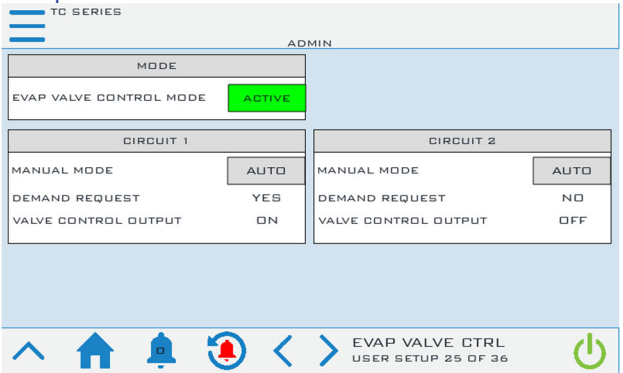 TC SERIES
ADMIN
MODE
EVAP VALVE CONTROL MODE ACTIVE
CIRCUIT 1
MANUAL MODE AUTO
DEMAND REQUEST YES
VALVE CONTROL OUTPUT ON
CIRCUIT 2
MANUAL MODE AUTO
DEMAND REQUEST NO
VALVE CONTROL OUTPUT OFF
0
EVAP VALVE CTRL
USER SETUP 25 OF 36